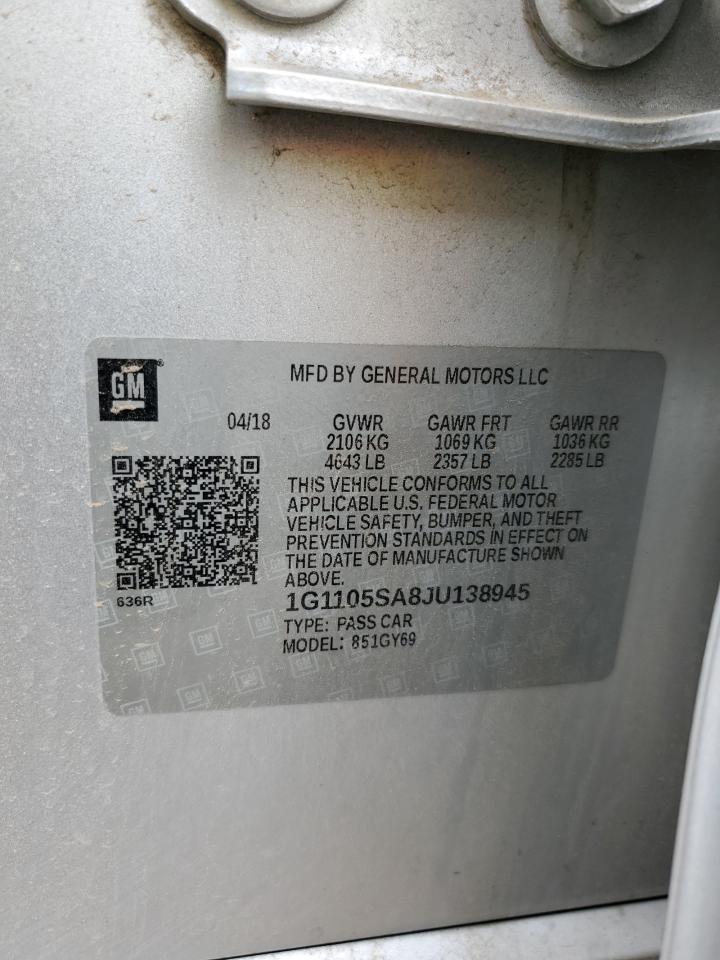 GM
MFD BY GENERAL MOTORS LLC
04/18 GVWR GAWR FRT GAWR RR
2106 KG 1069 KG 1036 KG
4643 LB 2357 LB 2285 LB
THIS VEHICLE CONFORMS TO ALL
APPLICABLE U.S. FEDERAL MOTOR
VEHICLE SAFETY, BUMPER, AND THEFT
PREVENTION STANDARDS IN EFFECT ON
THE DATE OF MANUFACTURE SHOWN
ABOVE.
636R
1G1105SA8JU138945
TYPE: PASS CAR
MODEL: 851GY69